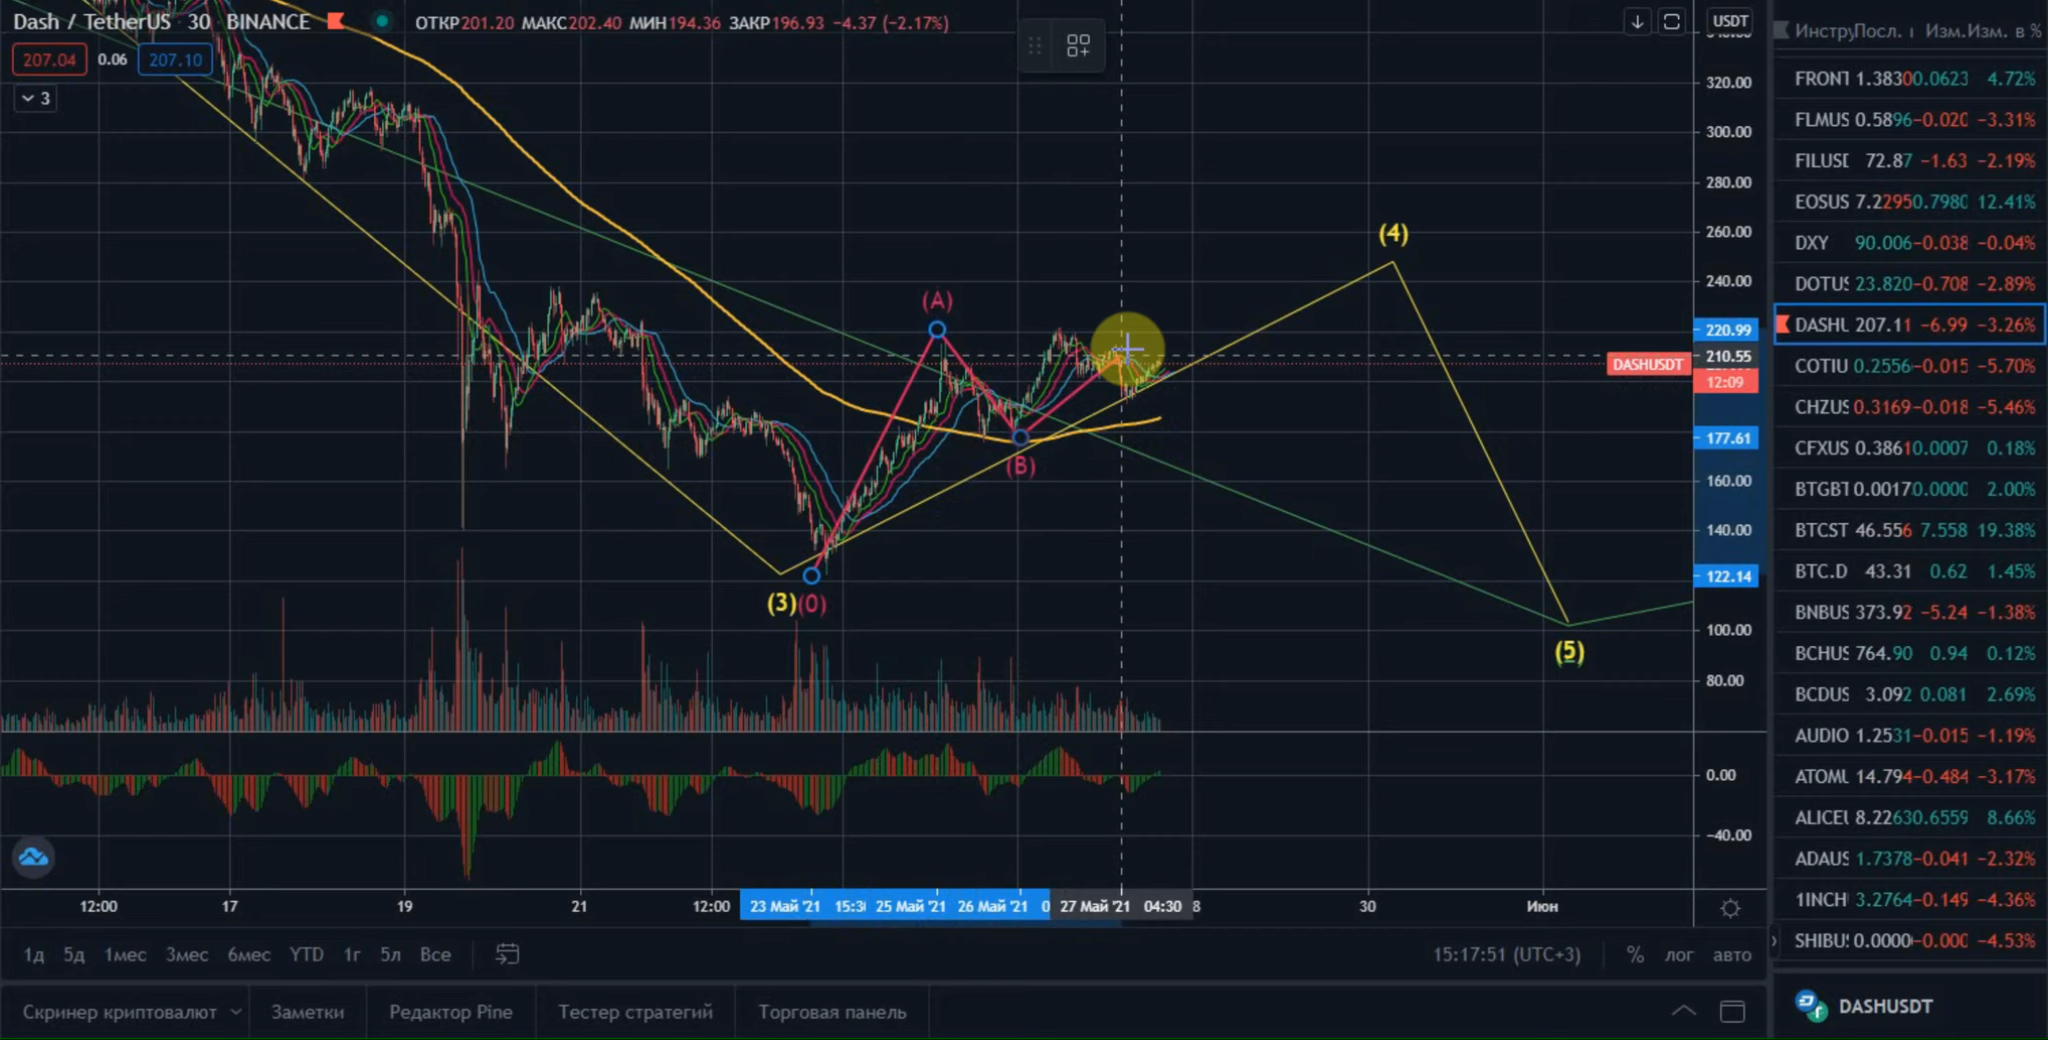 Dash / TetherUS 30 BINANCE ОТКР201.20 МАКС202.40 МИН194.36 ЗАКР196.93 −4.37 (−2.17%)
207.04 0.06 207.10
3
USDT
320.00
300.00
280.00
260.00
240.00
220.99
210.55
DASHUSDT
12:09
177.61
160.00
140.00
122.14
100.00
80.00
0.00
−40.00
(A)
(B)
(3)(0)
(4)
(5)
12:00 17 19 21 12:00 23 Май '21 25 Май '21 26 Май '21 27 Май '21 04:30 8 30 Июн
1д 5д 1мес 3мес 6мес YTD 1г 5л Все
15:17:51 (UTC+3) % лог авто
Скринер криптовалют Заметки Редактор Pine Тестер стратегий Торговая панель
Инстру Посл. Изм. Изм. в %
FRONT 1.3830 0.0623 4.72%
FLMUS 0.5896 −0.020 −3.31%
FILUSD 72.87 −1.63 −2.19%
EOSUS 7.2295 0.7980 12.41%
DXY 90.006 −0.038 −0.04%
DOTUS 23.820 −0.708 −2.89%
DASHU 207.11 −6.99 −3.26%
COTIU 0.2556 −0.015 −5.70%
CHZUS 0.3169 −0.018 −5.46%
CFXUS 0.3861 0.0007 0.18%
BTGBT 0.0017 0.0000 2.00%
BTCST 46.556 7.558 19.38%
BTC.D 43.31 0.62 1.45%
BNBUS 373.92 −5.24 −1.38%
BCHUS 764.90 0.94 0.12%
BCDUS 3.092 0.081 2.69%
AUDIO 1.2531 −0.015 −1.19%
ATOMU 14.794 −0.484 −3.17%
ALICEU 8.2263 0.6559 8.66%
ADAUS 1.7378 −0.041 −2.32%
1INCH 3.2764 −0.149 −4.36%
SHIBUS 0.0000 −0.000 −4.53%
DASHUSDT